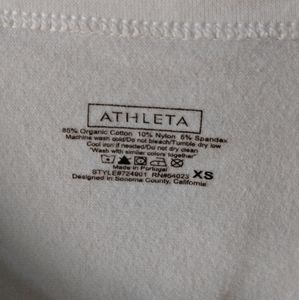 ATHLETA
85% Organic Cotton 10% Nylon 5% Spandex
Machine wash cold/Do not bleach/Tumble dry low
Cool iron if needed/Do not dry clean
"Wash with similar colors together"
Made in Portugal
STYLE#724901 RN#54023 XS
Designed in Sonoma County, California